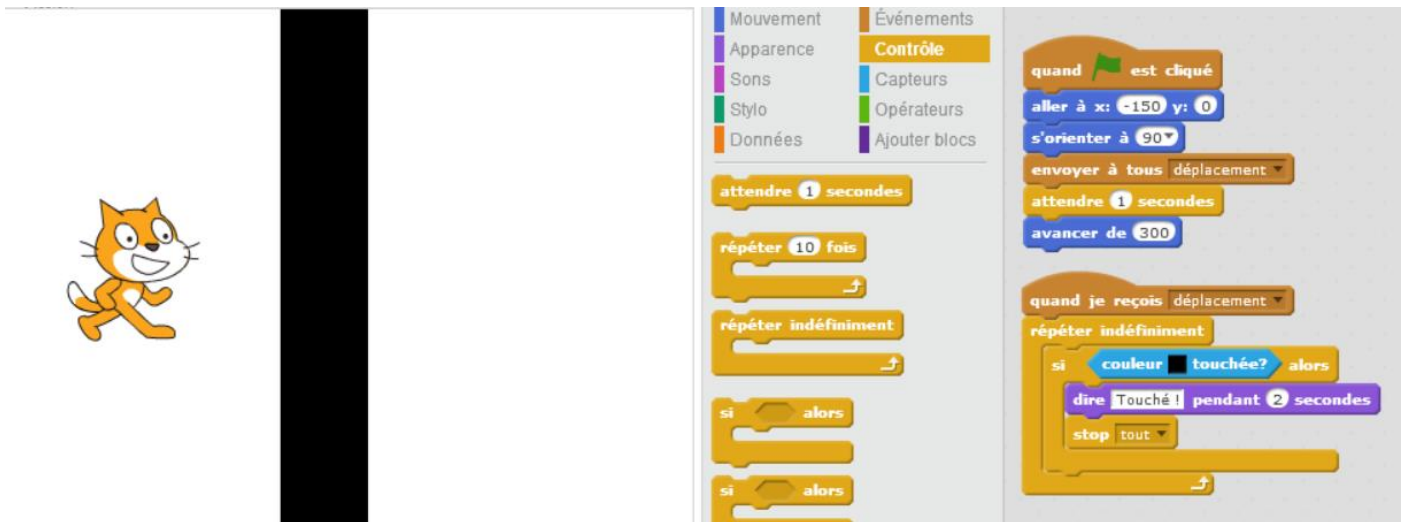 Mouvement
Événements
Apparence
Contrôle
Sons
Capteurs
Stylo
Opérateurs
Données
Ajouter blocs
attendre 1 secondes
répéter 10 fois
répéter indéfiniment
si alors
si alors
quand est cliqué
aller à x: -150 y: 0
s'orienter à 90
envoyer à tous déplacement
attendre 1 secondes
avancer de 300
quand je reçois déplacement
répéter indéfiniment
si couleur touchée? alors
dire Touché ! pendant 2 secondes
stop tout